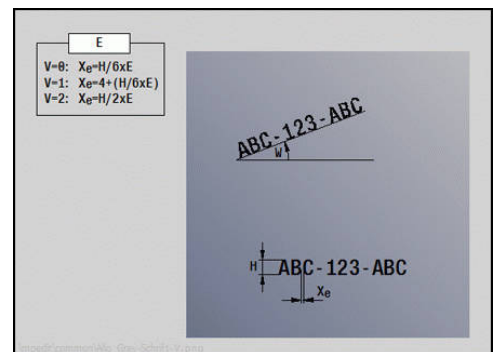 E
V=0: Xe=H/6xE
V=1: Xe=4+(H/6xE)
V=2: Xe=H/2xE
ABC-123-ABC
W
H
ABC-123-ABC
Xe